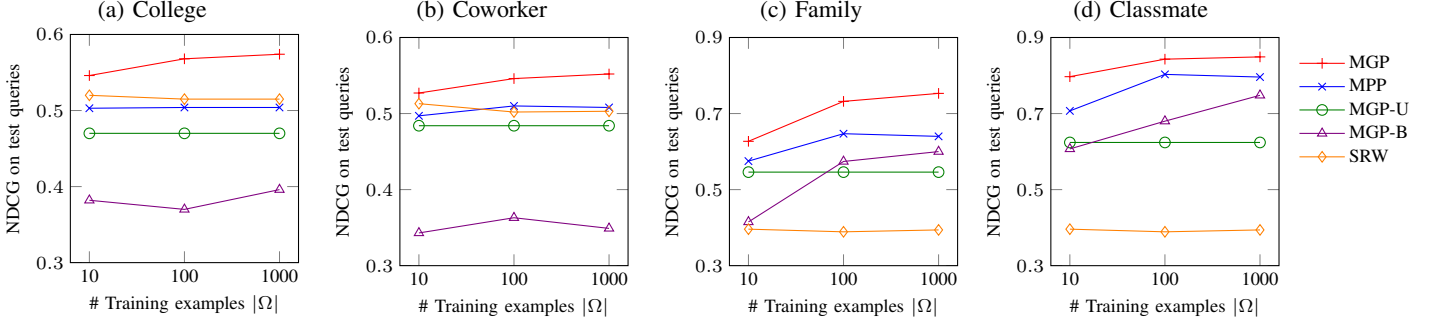 (a) College
0.6
0.5
0.4
0.3
NDCG on test queries
10 100 1000
# Training examples |Ω|
(b) Coworker
0.6
0.5
0.4
0.3
NDCG on test queries
10 100 1000
# Training examples |Ω|
(c) Family
0.9
0.7
0.5
0.3
NDCG on test queries
10 100 1000
# Training examples |Ω|
(d) Classmate
0.9
0.7
0.5
0.3
NDCG on test queries
10 100 1000
# Training examples |Ω|
MGP
MPP
MGP-U
MGP-B
SRW